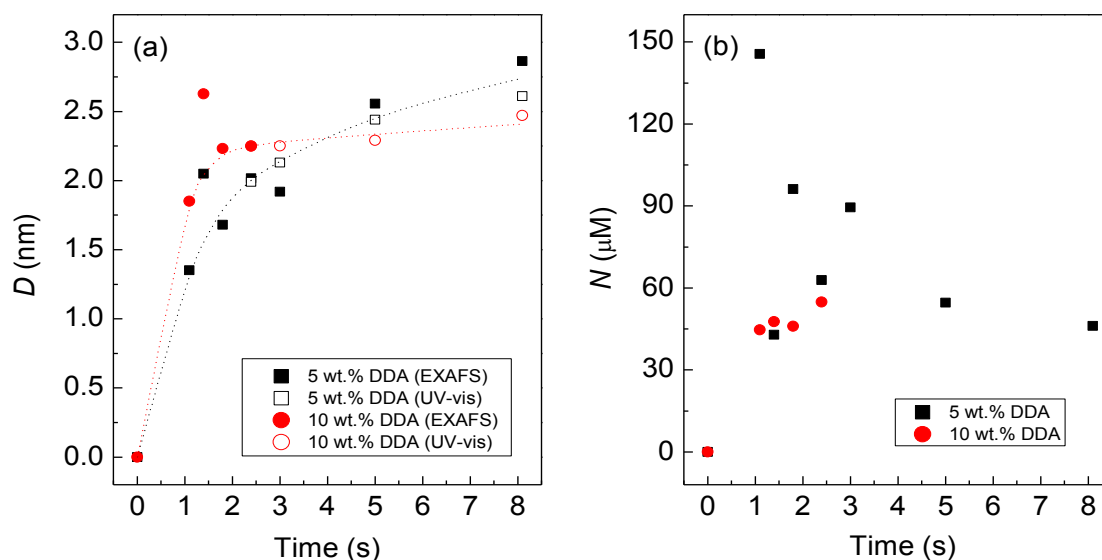 (a)
3.0
2.5
2.0
1.5
1.0
0.5
0.0
D (nm)
0 1 2 3 4 5 6 7 8
Time (s)
5 wt.% DDA (EXAFS)
5 wt.% DDA (UV-vis)
10 wt.% DDA (EXAFS)
10 wt.% DDA (UV-vis)
(b)
150
120
90
60
30
0
N (μM)
0 1 2 3 4 5 6 7 8
Time (s)
5 wt.% DDA
10 wt.% DDA